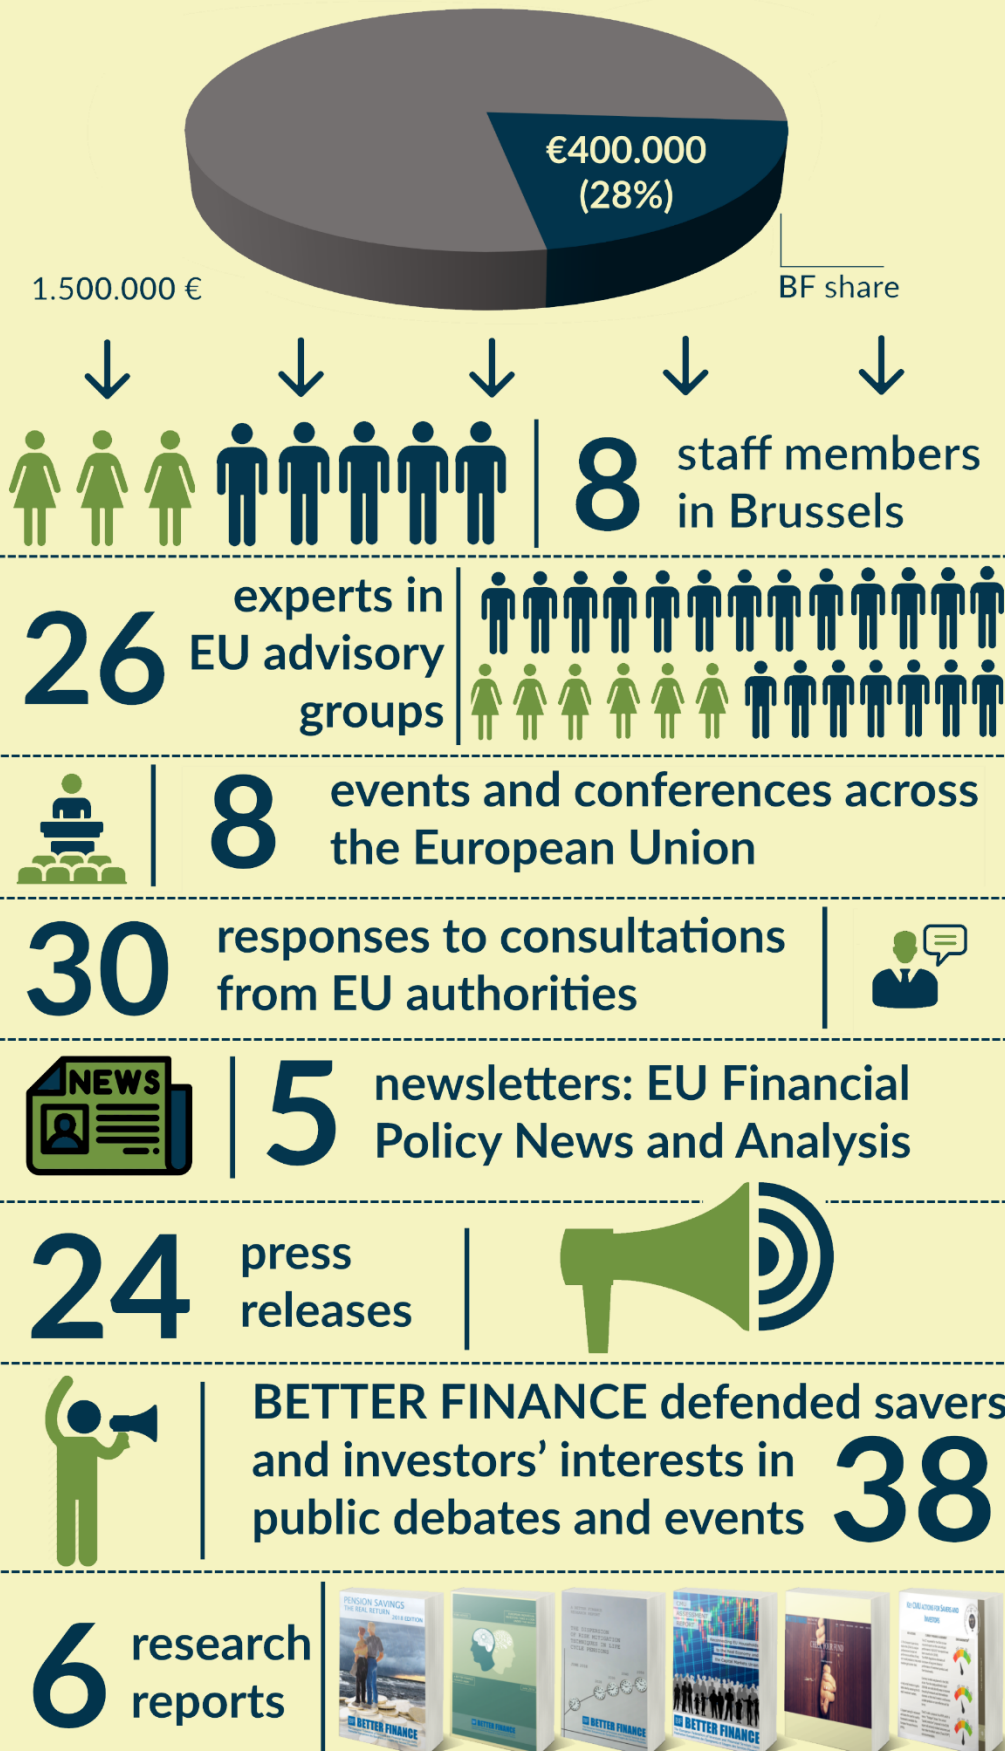 €400.000
(28%)
1.500.000 €
BF share
8
staff members
in Brussels
26
experts in
EU advisory
groups
8
events and conferences across
the European Union
30
responses to consultations
from EU authorities
NEWS
5
newsletters: EU Financial
Policy News and Analysis
24
press
releases
BETTER FINANCE defended savers
and investors’ interests in
public debates and events
38
6
research
reports
PENSION SAVINGS
THE REAL RETURN
2018 EDITION
BETTER FINANCE
BETTER FINANCE
BETTER FINANCE
BETTER FINANCE